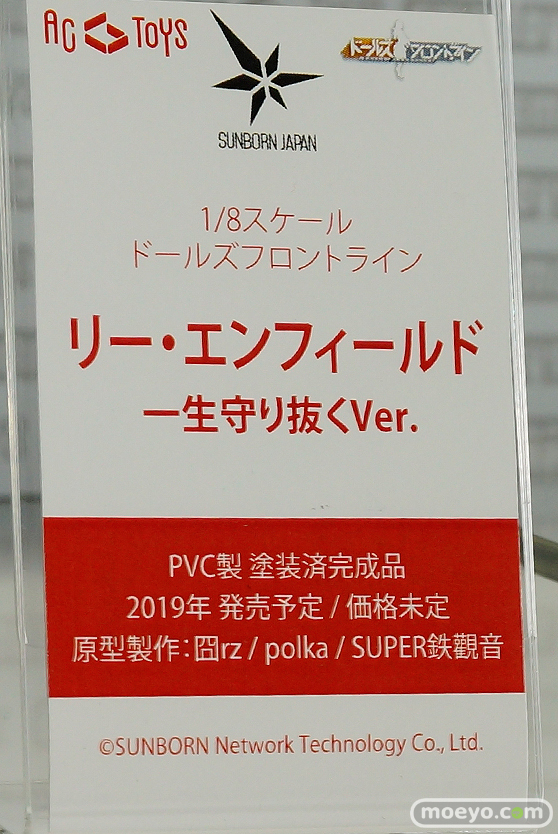 AC TOYS
SUNBORN JAPAN
ドールズフロントライン
1/8スケール
ドールズフロントライン
リー・エンフィールド
一生守り抜くVer.
PVC製 塗装済完成品
2019年 発売予定 / 価格未定
原型製作：囧rz / polka / SUPER鉄觀音
©SUNBORN Network Technology Co., Ltd.
moeyo.com